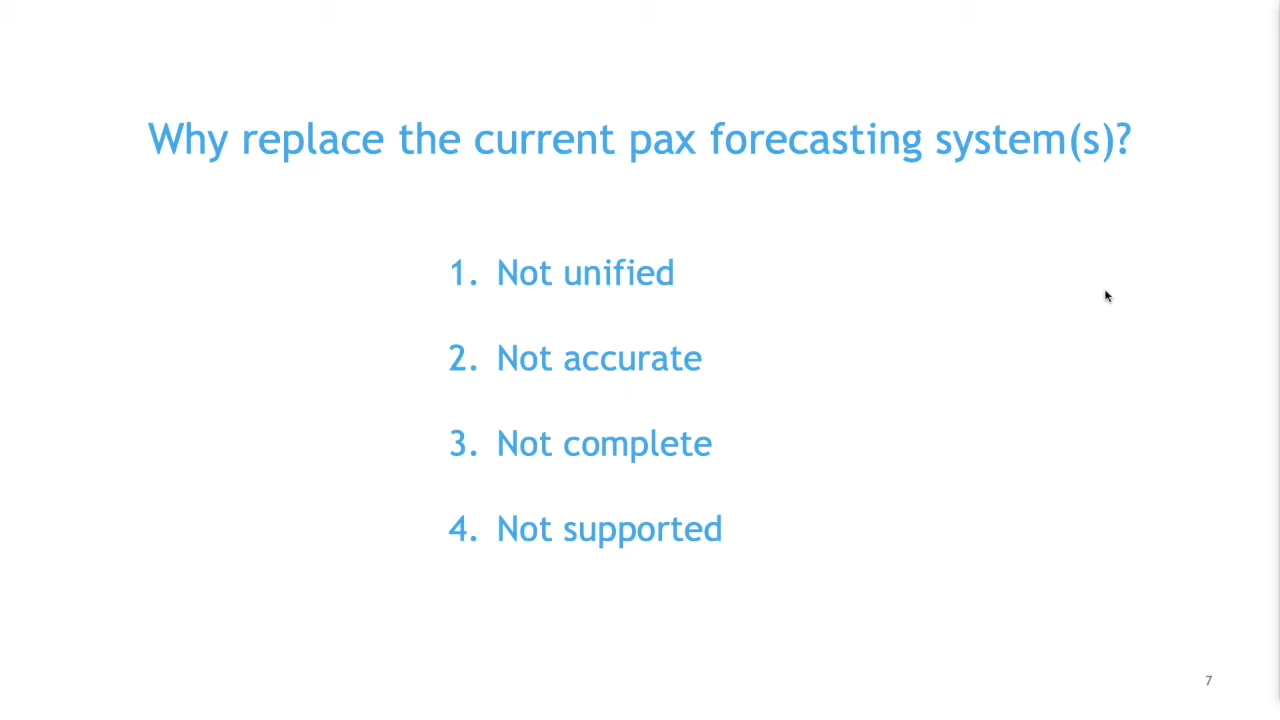 Why replace the current pax forecasting system(s)?
1. Not unified
2. Not accurate
3. Not complete
4. Not supported
7